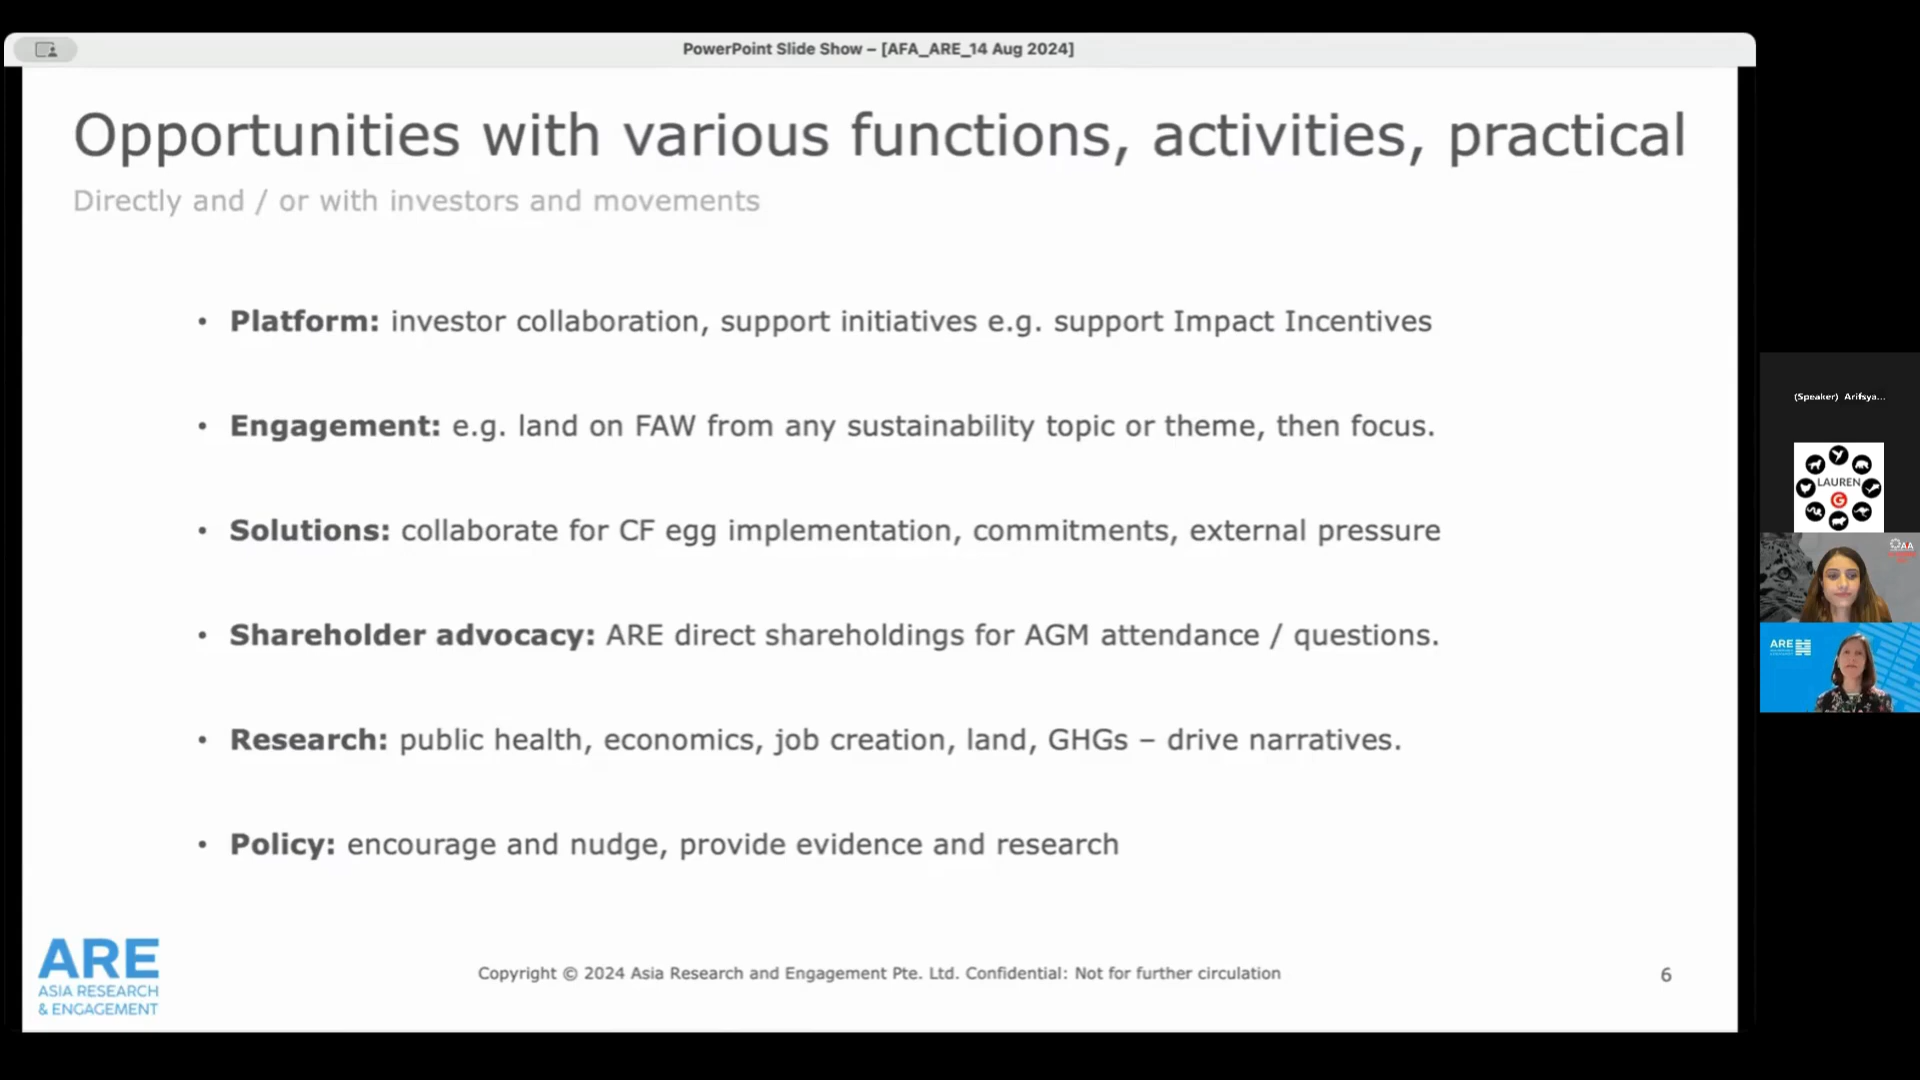 PowerPoint Slide Show – [AFA_ARE_14 Aug 2024]
Opportunities with various functions, activities, practical
Directly and / or with investors and movements
• Platform: investor collaboration, support initiatives e.g. support Impact Incentives
• Engagement: e.g. land on FAW from any sustainability topic or theme, then focus.
• Solutions: collaborate for CF egg implementation, commitments, external pressure
• Shareholder advocacy: ARE direct shareholdings for AGM attendance / questions.
• Research: public health, economics, job creation, land, GHGs – drive narratives.
• Policy: encourage and nudge, provide evidence and research
ARE
ASIA RESEARCH
& ENGAGEMENT
Copyright © 2024 Asia Research and Engagement Pte. Ltd. Confidential: Not for further circulation
6
(Speaker) Arifsya...
LAUREN
G
ARE